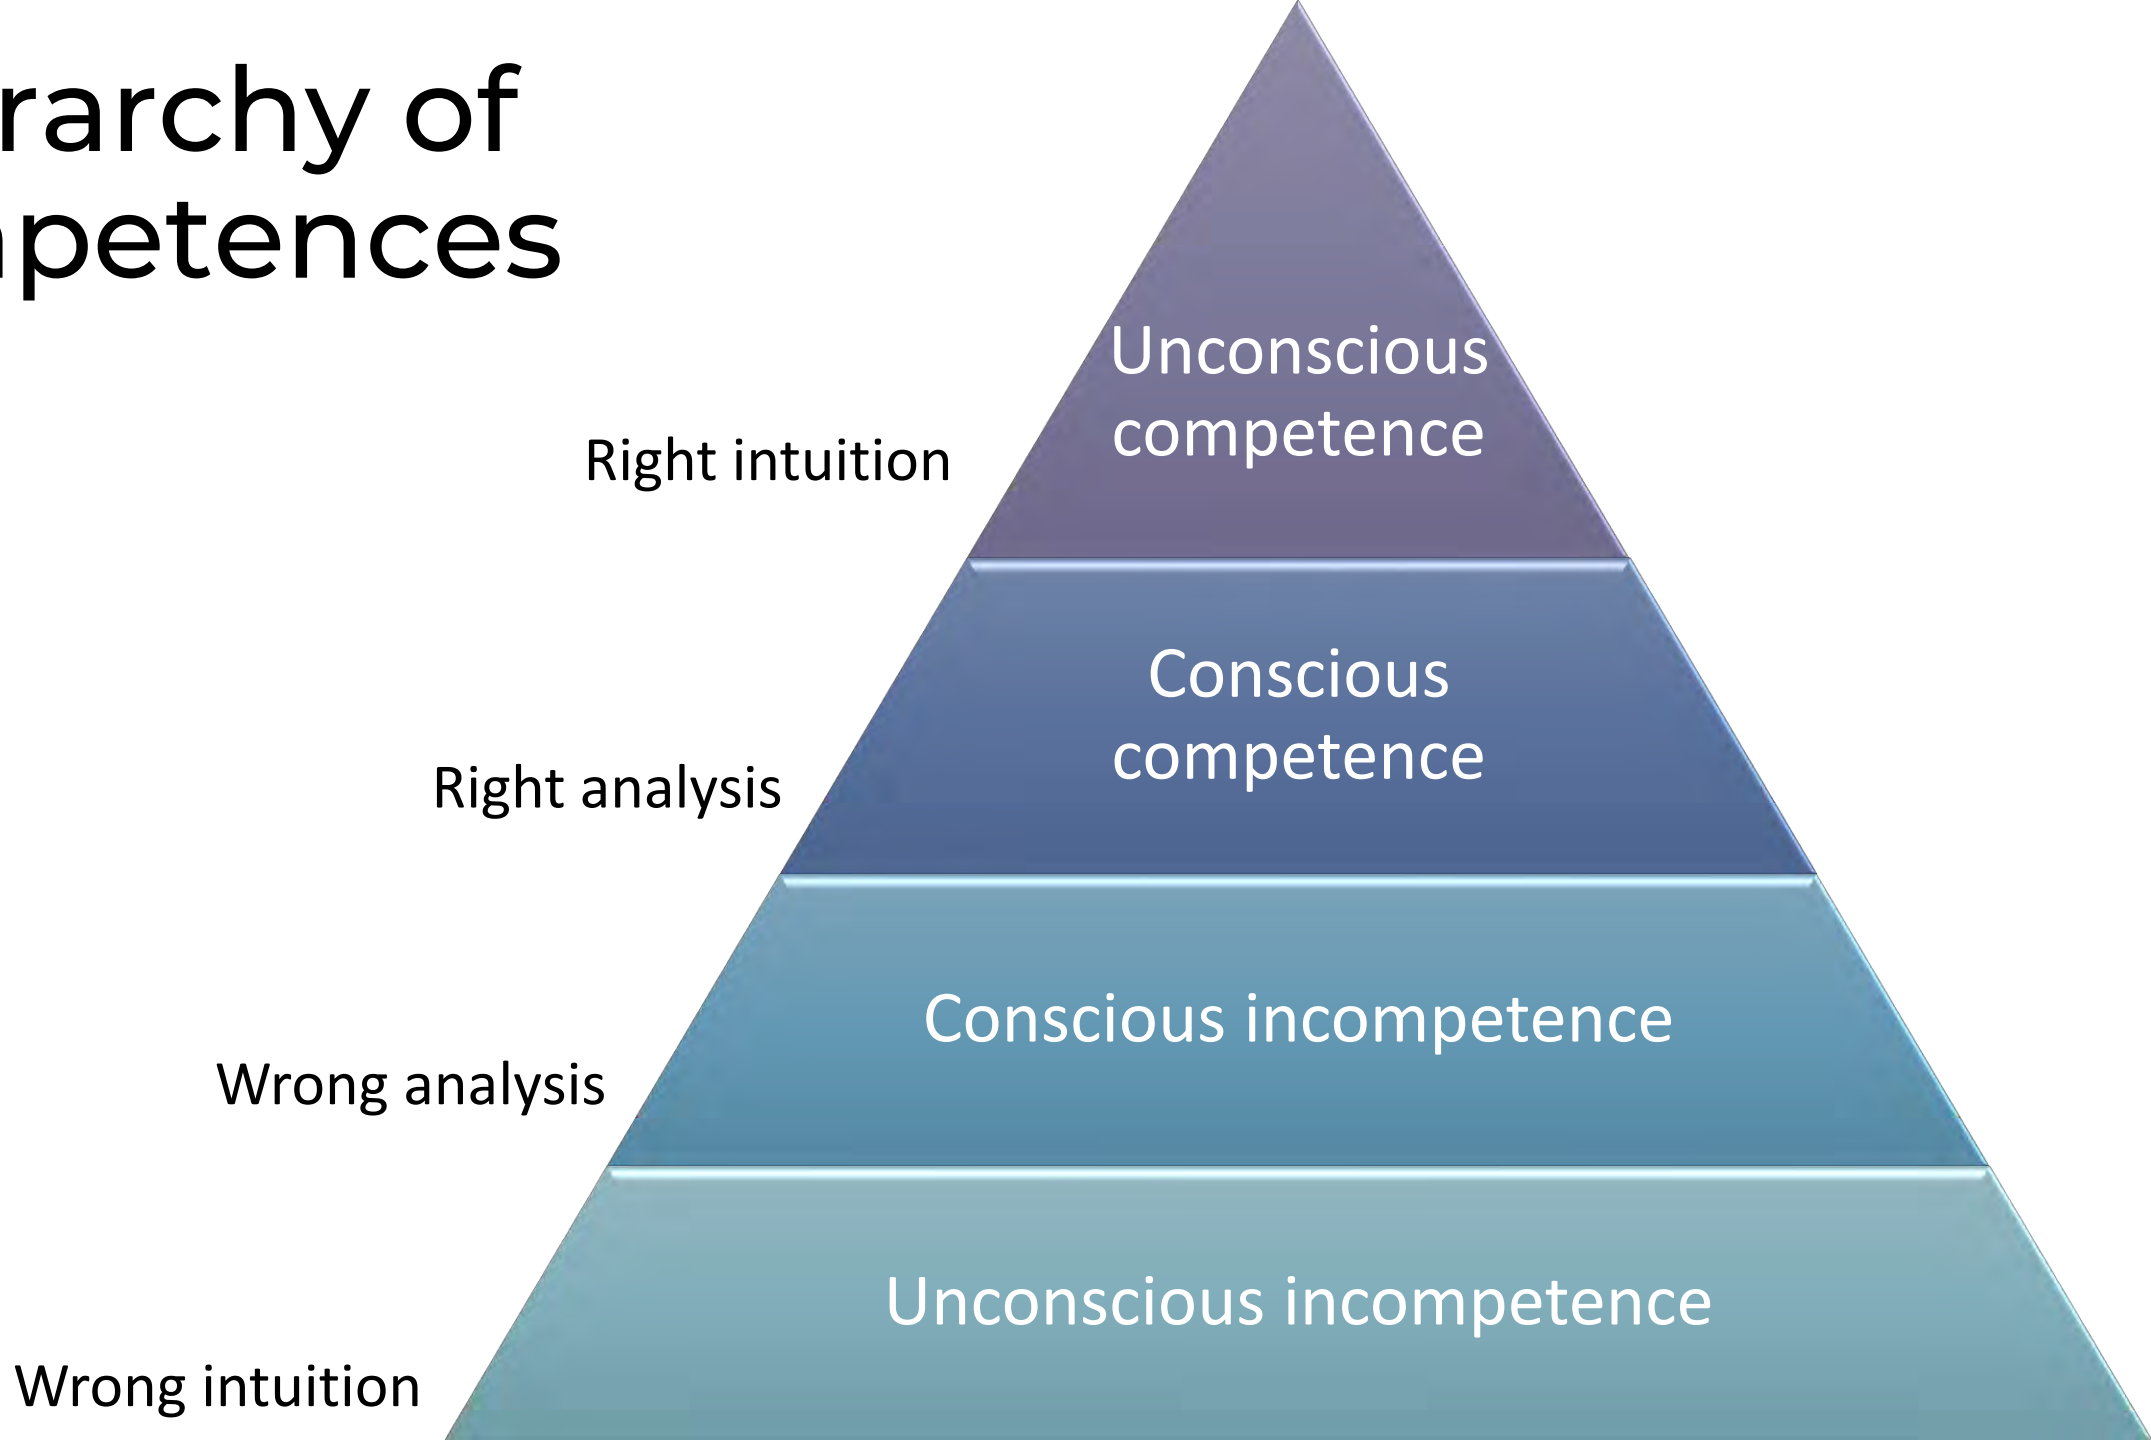 rarchy of
petences
Unconscious
competence
Right intuition
Conscious
competence
Right analysis
Conscious incompetence
Wrong analysis
Unconscious incompetence
Wrong intuition